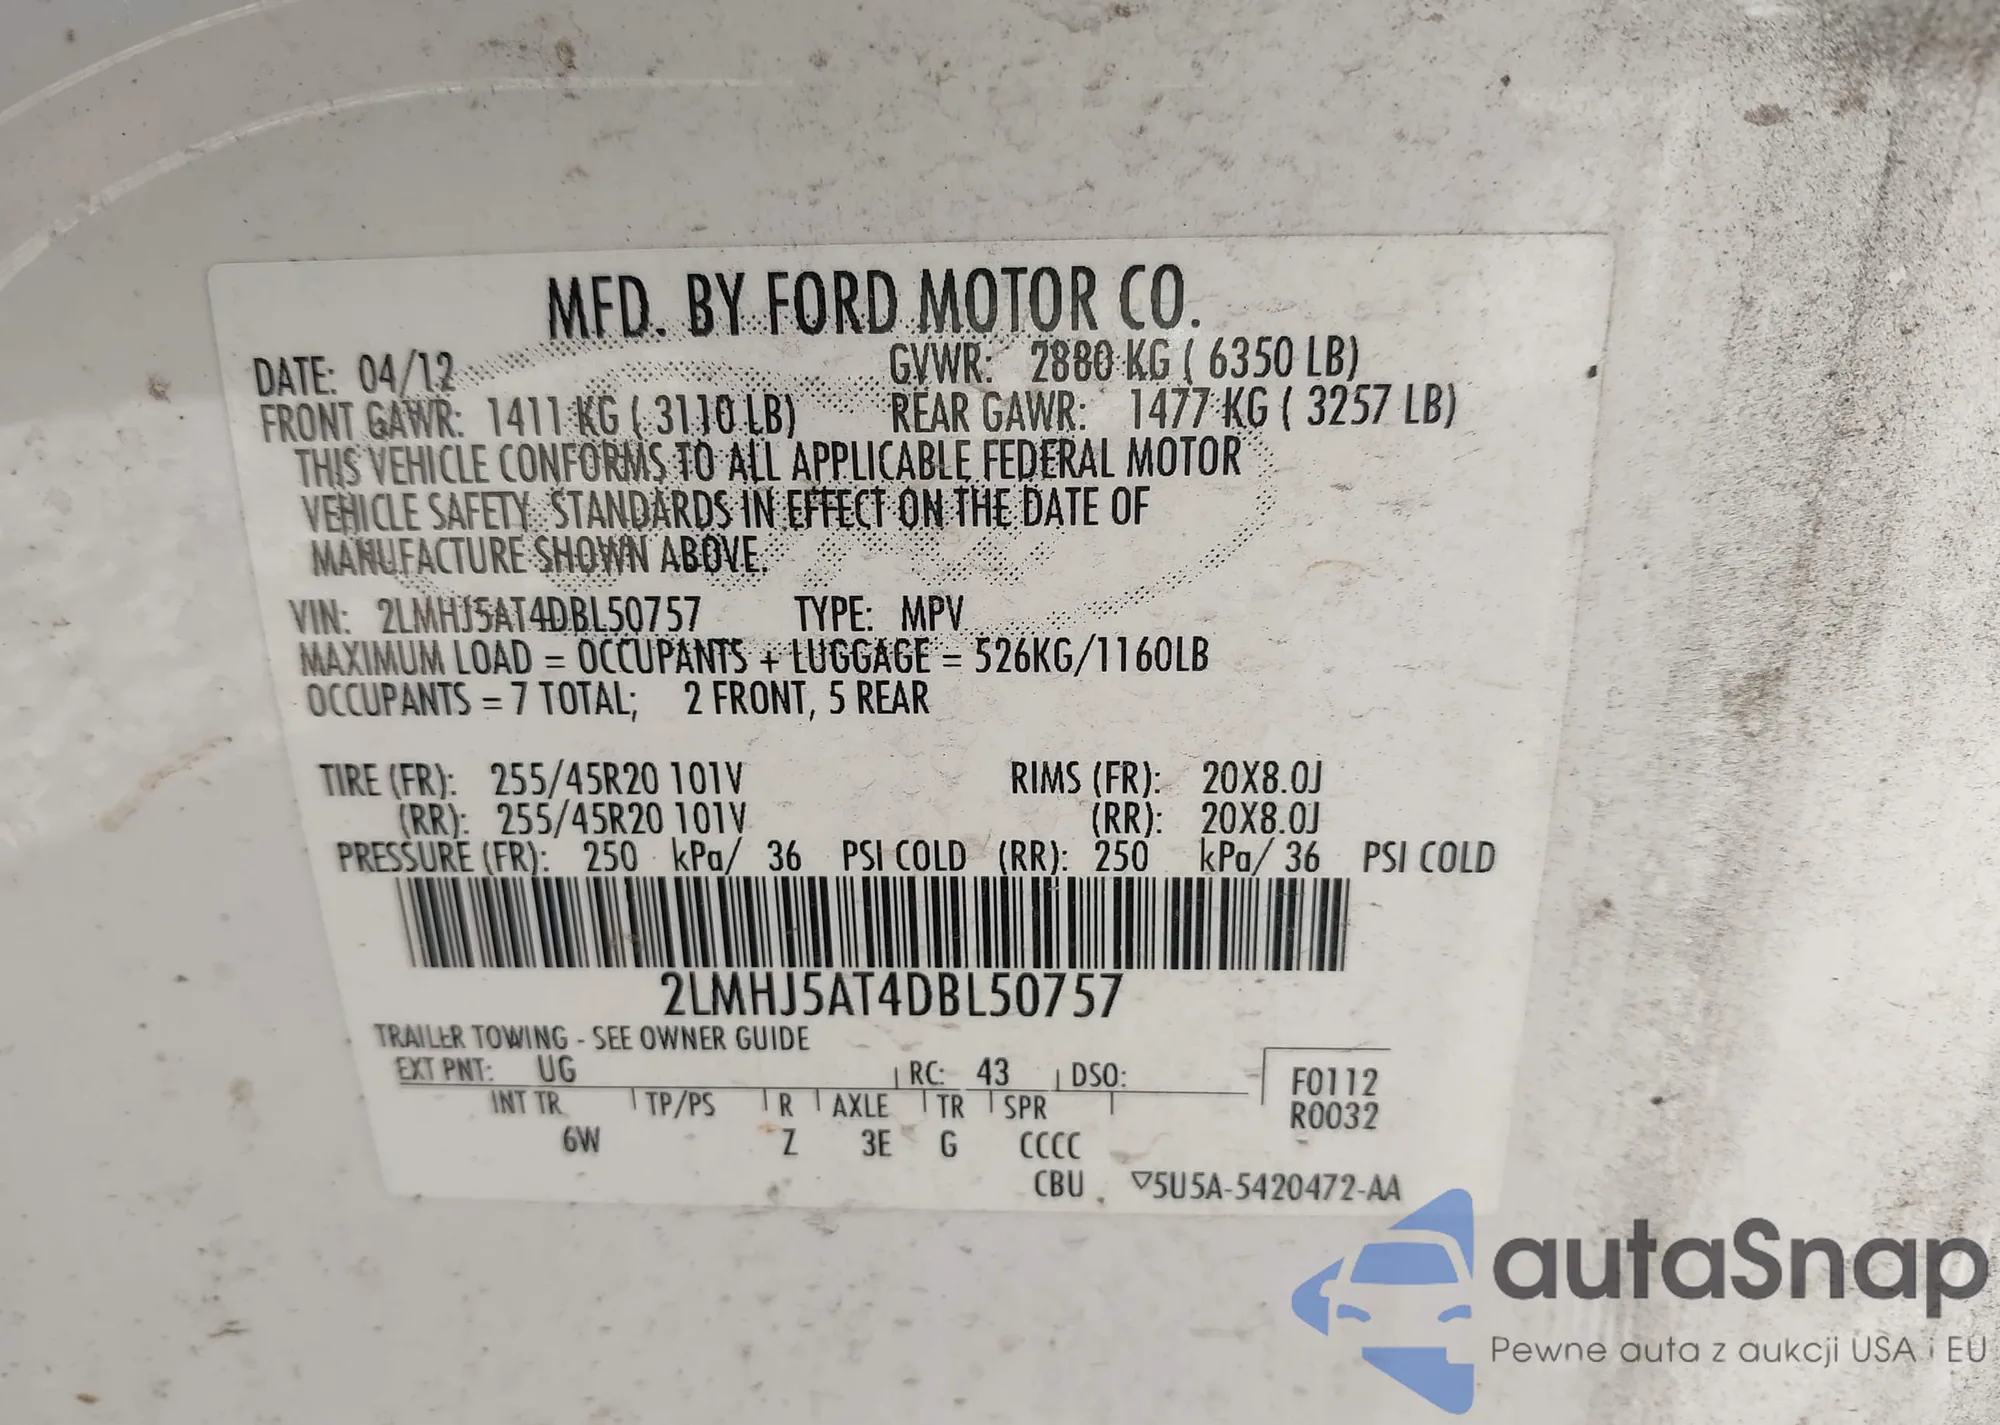 MFD. BY FORD MOTOR CO.
DATE: 04/12 GVWR: 2880 KG ( 6350 LB)
FRONT GAWR: 1411 KG ( 3110 LB) REAR GAWR: 1477 KG ( 3257 LB)
THIS VEHICLE CONFORMS TO ALL APPLICABLE FEDERAL MOTOR
VEHICLE SAFETY STANDARDS IN EFFECT ON THE DATE OF
MANUFACTURE SHOWN ABOVE.
VIN: 2LMHJ5AT4DBL50757 TYPE: MPV
MAXIMUM LOAD = OCCUPANTS + LUGGAGE = 526KG/1160LB
OCCUPANTS = 7 TOTAL; 2 FRONT, 5 REAR
TIRE (FR): 255/45R20 101V RIMS (FR): 20X8.0J
(RR): 255/45R20 101V (RR): 20X8.0J
PRESSURE (FR): 250 kPa/ 36 PSI COLD (RR): 250 kPa/ 36 PSI COLD
2LMHJ5AT4DBL50757
TRAILER TOWING - SEE OWNER GUIDE
EXT PNT: UG RC: 43 DSO: F0112
INT TR TP/PS R AXLE TR SPR R0032
6W Z 3E G CCCC
CBU ▽5U5A-5420472-AA
autaSnap
Pewne auta z aukcji USA i EU